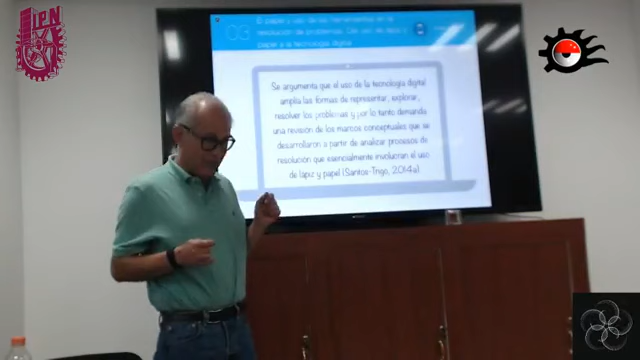 IPN
03
El papel y uso de las herramientas en la
resolución de problemas: Del uso de lápiz y
papel a la tecnología digital
Se argumenta que el uso de la tecnología digital
amplía las formas de representar, explorar,
resolver los problemas y por lo tanto demanda
una revisión de los marcos conceptuales que se
desarrollaron a partir de analizar procesos de
resolución que esencialmente involucran el uso
de lápiz y papel (Santos-Trigo, 2014a).